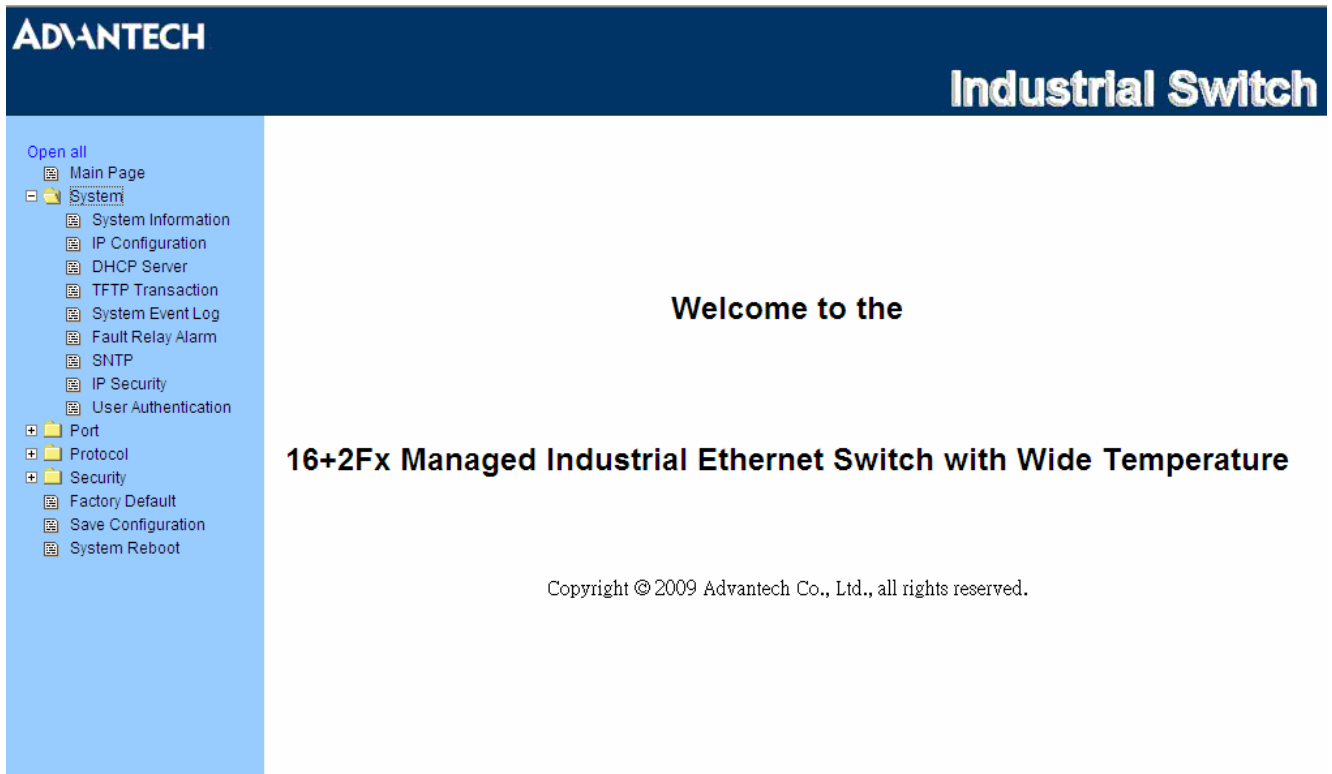 ADVANTECH
Industrial Switch
Open all
Main Page
System
System Information
IP Configuration
DHCP Server
TFTP Transaction
System Event Log
Fault Relay Alarm
SNTP
IP Security
User Authentication
Port
Protocol
Security
Factory Default
Save Configuration
System Reboot
Welcome to the
16+2Fx Managed Industrial Ethernet Switch with Wide Temperature
Copyright © 2009 Advantech Co., Ltd., all rights reserved.